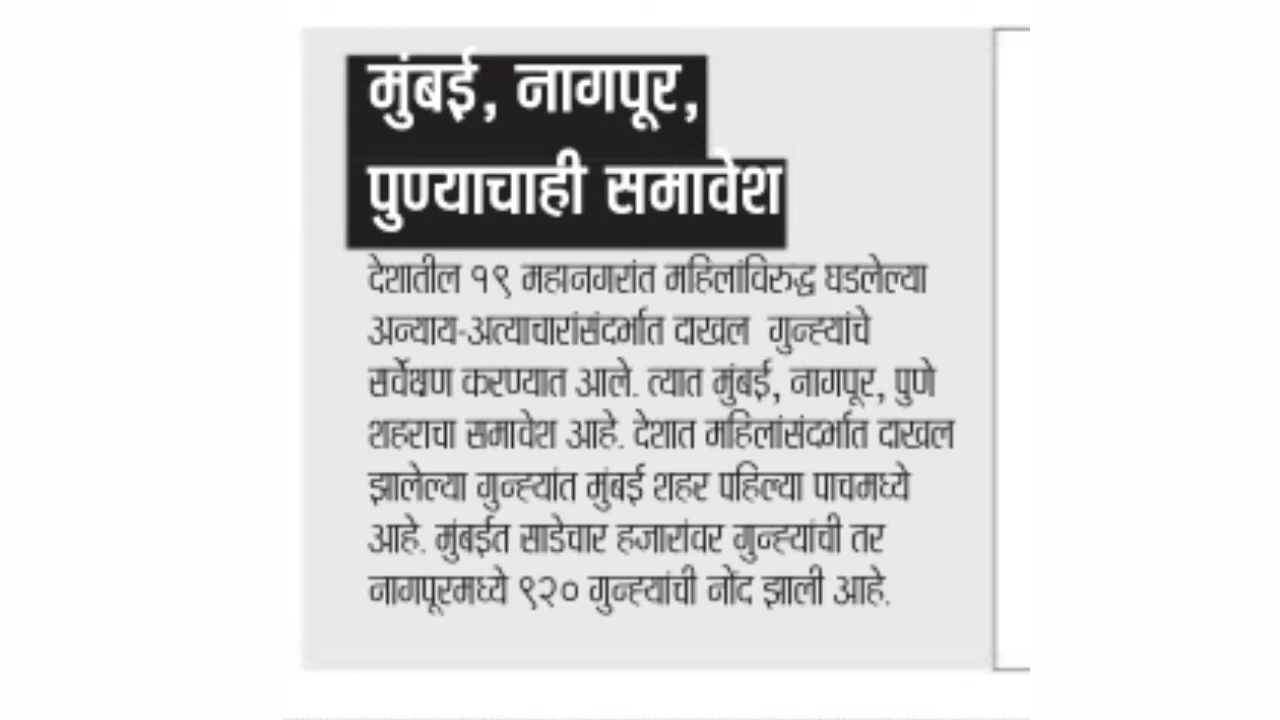 मुंबई, नागपूर,
पुण्याचाही समावेश
देशातील १९ महानगरांत महिलांविरुद्ध घडलेल्या
अन्याय-अत्याचारांसंदर्भात दाखल गुन्ह्यांचे
सर्वेक्षण करण्यात आले. त्यात मुंबई, नागपूर, पुणे
शहराचा समावेश आहे. देशात महिलांसंदर्भात दाखल
झालेल्या गुन्ह्यांत मुंबई शहर पहिल्या पाचमध्ये
आहे. मुंबईत साडेचार हजारांवर गुन्ह्यांची तर
नागपूरमध्ये ९२० गुन्ह्यांची नोंद झाली आहे.